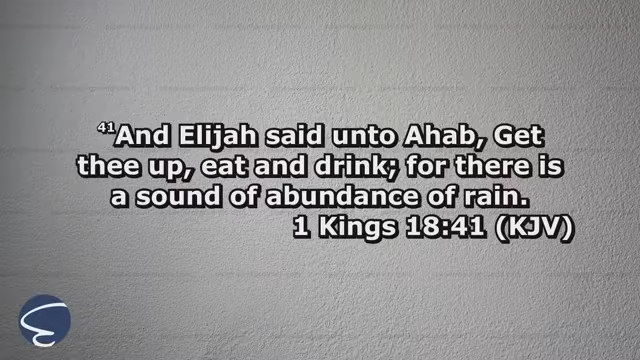 ⁴¹And Elijah said unto Ahab, Get
thee up, eat and drink; for there is
a sound of abundance of rain.
1 Kings 18:41 (KJV)